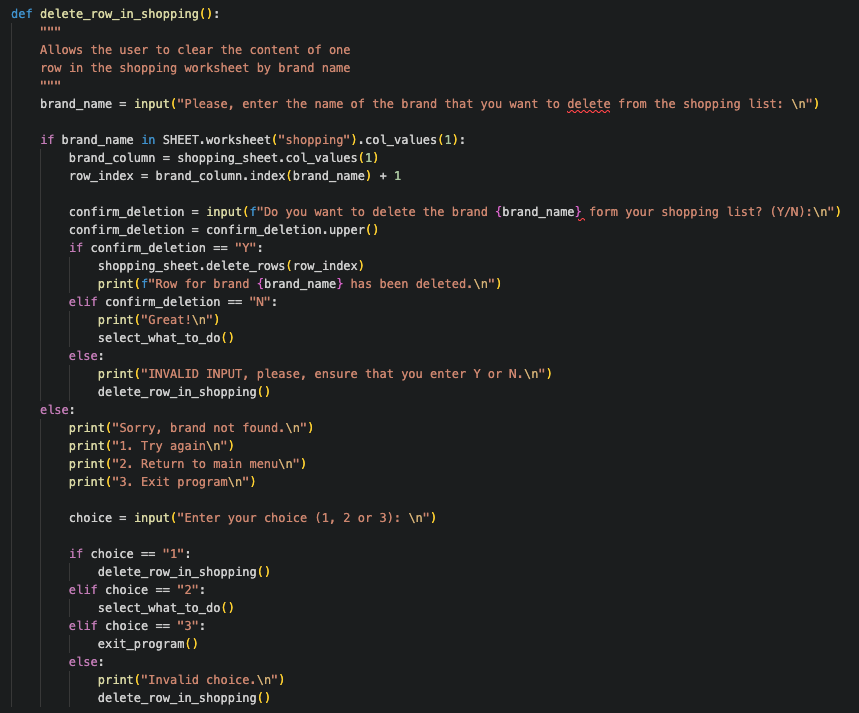 def delete_row_in_shopping():
    """
    Allows the user to clear the content of one
    row in the shopping worksheet by brand name
    """
    brand_name = input("Please, enter the name of the brand that you want to delete from the shopping list: \n")

    if brand_name in SHEET.worksheet("shopping").col_values(1):
        brand_column = shopping_sheet.col_values(1)
        row_index = brand_column.index(brand_name) + 1

        confirm_deletion = input(f"Do you want to delete the brand {brand_name} form your shopping list? (Y/N):\n")
        confirm_deletion = confirm_deletion.upper()
        if confirm_deletion == "Y":
            shopping_sheet.delete_rows(row_index)
            print(f"Row for brand {brand_name} has been deleted.\n")
        elif confirm_deletion == "N":
            print("Great!\n")
            select_what_to_do()
        else:
            print("INVALID INPUT, please, ensure that you enter Y or N.\n")
            delete_row_in_shopping()
    else:
        print("Sorry, brand not found.\n")
        print("1. Try again\n")
        print("2. Return to main menu\n")
        print("3. Exit program\n")

        choice = input("Enter your choice (1, 2 or 3): \n")

        if choice == "1":
            delete_row_in_shopping()
        elif choice == "2":
            select_what_to_do()
        elif choice == "3":
            exit_program()
        else:
            print("Invalid choice.\n")
            delete_row_in_shopping()